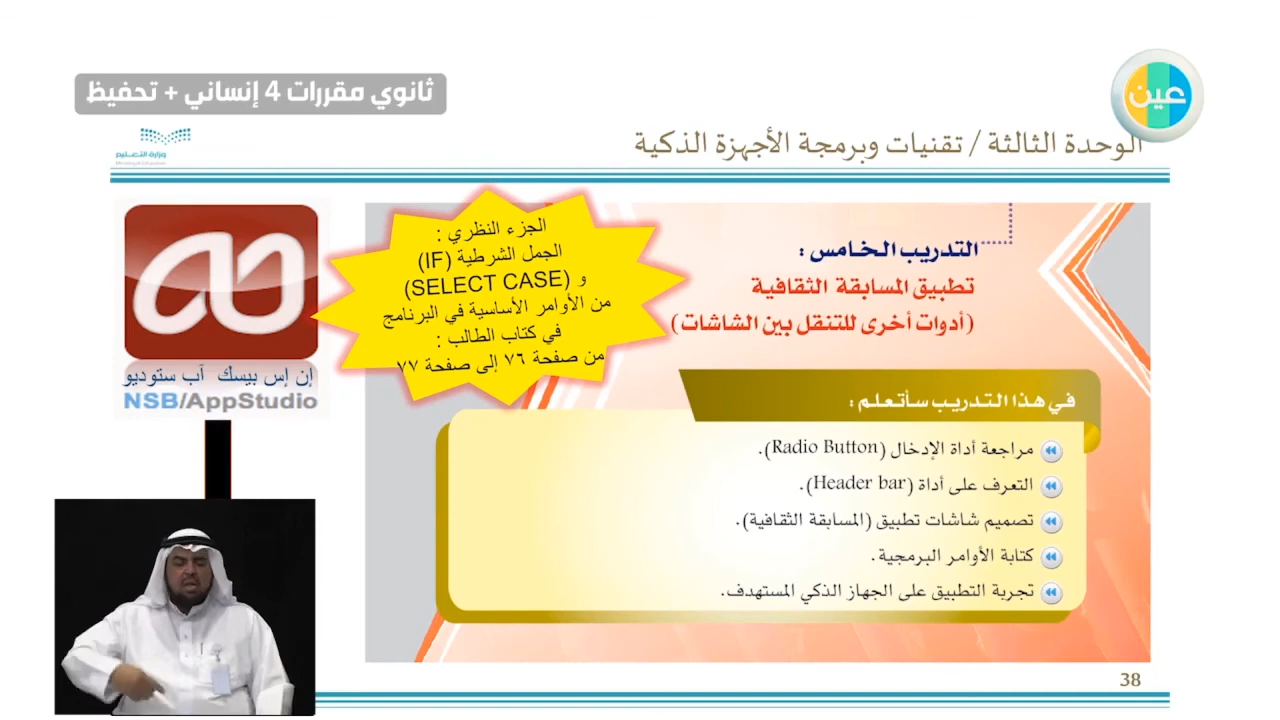 ثانوي مقررات 4 إنساني + تحفيظ
عين
وزارة التعليم
الوحدة الثالثة / تقنيات وبرمجة الأجهزة الذكية
الجزء النظري :
الجمل الشرطية (IF)
و (SELECT CASE)
من الأوامر الأساسية في البرنامج
في كتاب الطالب :
من صفحة ٧٦ إلى صفحة ٧٧
التدريب الخامس :
تطبيق المسابقة الثقافية
(أدوات أخرى للتنقل بين الشاشات)
إن إس بيسك آب ستوديو
NSB/AppStudio
في هذا التدريب سأتعلم :
مراجعة أداة الإدخال (Radio Button).
التعرف على أداة (Header bar).
تصميم شاشات تطبيق (المسابقة الثقافية).
كتابة الأوامر البرمجية.
تجربة التطبيق على الجهاز الذكي المستهدف.
38